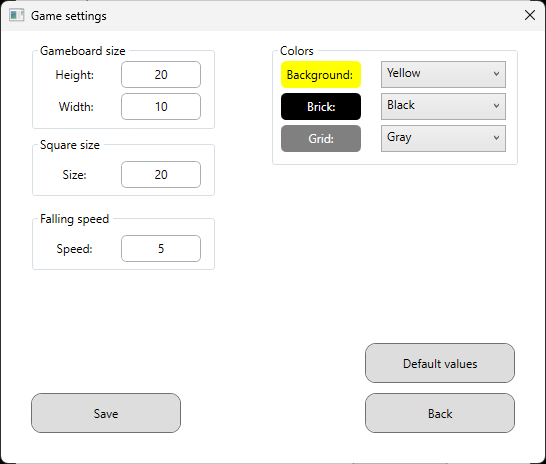 Game settings
Gameboard size
Height: 20
Width: 10
Square size
Size: 20
Falling speed
Speed: 5
Colors
Background: Yellow
Brick: Black
Grid: Gray
Default values
Save
Back